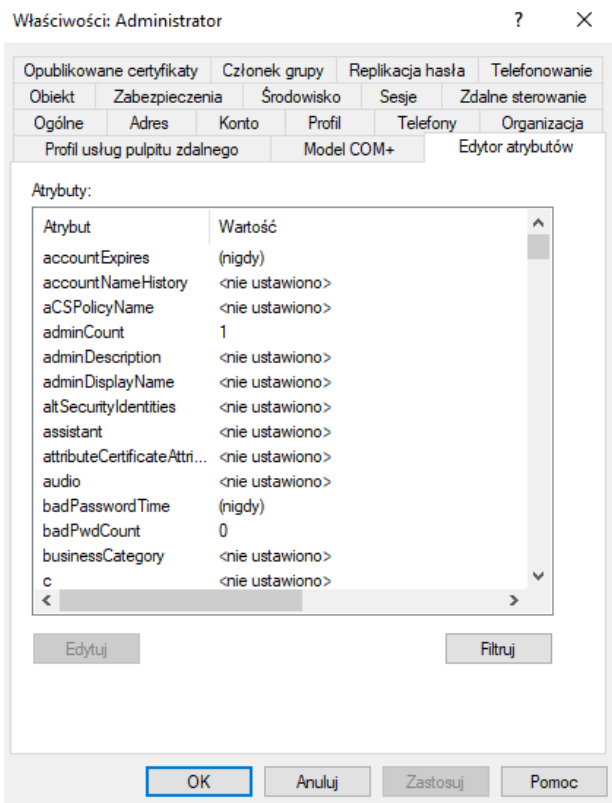 Właściwości: Administrator ? ×
Opublikowane certyfikaty Członek grupy Replikacja hasła Telefonowanie
Obiekt Zabezpieczenia Środowisko Sesje Zdalne sterowanie
Ogólne Adres Konto Profil Telefony Organizacja
Profil usług pulpitu zdalnego Model COM+ Edytor atrybutów
Atrybuty:
Atrybut Wartość
accountExpires (nigdy)
accountNameHistory <nie ustawiono>
aCSPolicyName <nie ustawiono>
adminCount 1
adminDescription <nie ustawiono>
adminDisplayName <nie ustawiono>
altSecurityIdentities <nie ustawiono>
assistant <nie ustawiono>
attributeCertificateAttri... <nie ustawiono>
audio <nie ustawiono>
badPasswordTime (nigdy)
badPwdCount 0
businessCategory <nie ustawiono>
c <nie ustawiono>
Edytuj Filtruj
OK Anuluj Zastosuj Pomoc